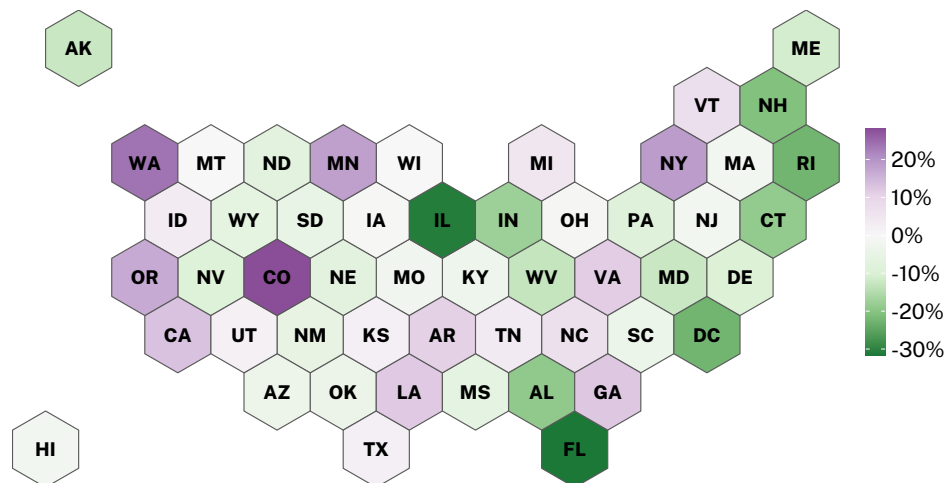 AK
ME
VT
NH
WA
MT
ND
MN
WI
MI
NY
MA
RI
ID
WY
SD
IA
IL
IN
OH
PA
NJ
CT
OR
NV
CO
NE
MO
KY
WV
VA
MD
DE
CA
UT
NM
KS
AR
TN
NC
SC
DC
AZ
OK
LA
MS
AL
GA
HI
TX
FL
20%
10%
0%
-10%
-20%
-30%